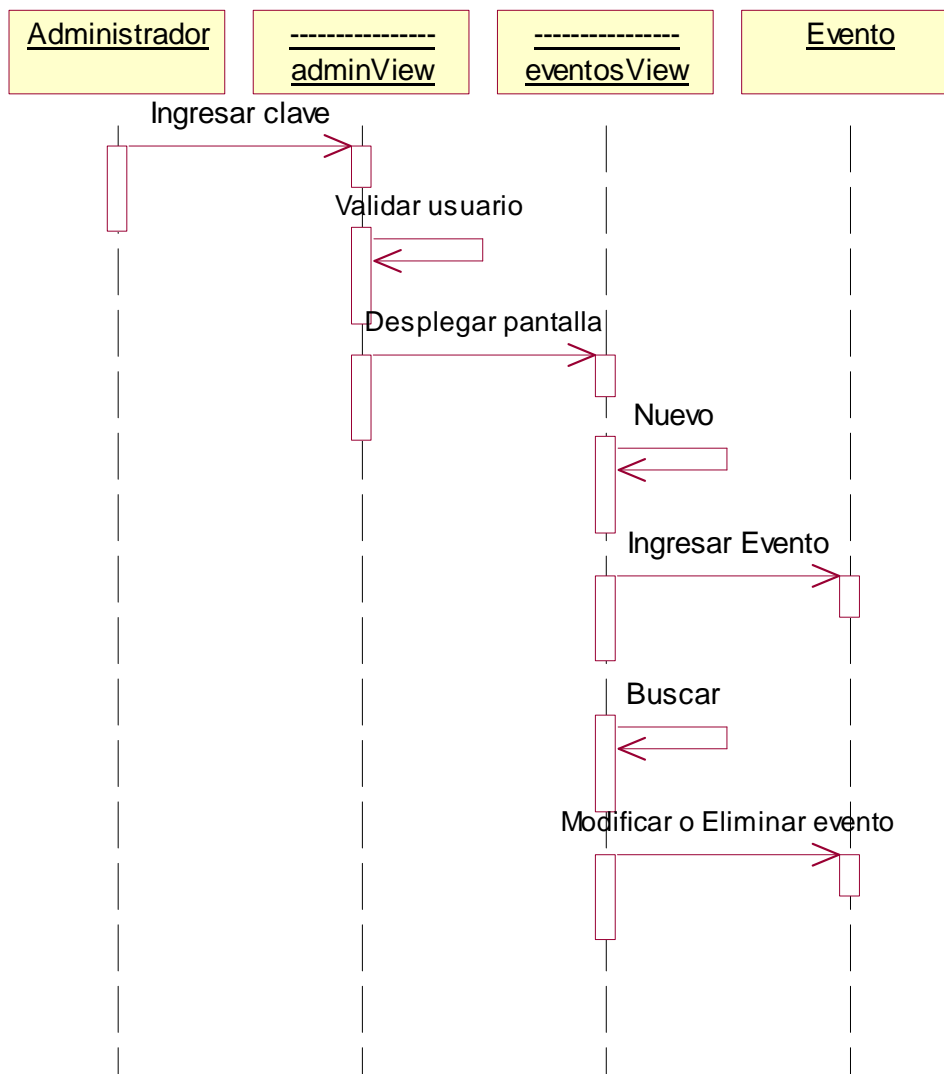 Administrador
----------------
adminView
----------------
eventosView
Evento
Ingresar clave
Validar usuario
Desplegar pantalla
Nuevo
Ingresar Evento
Buscar
Modificar o Eliminar evento